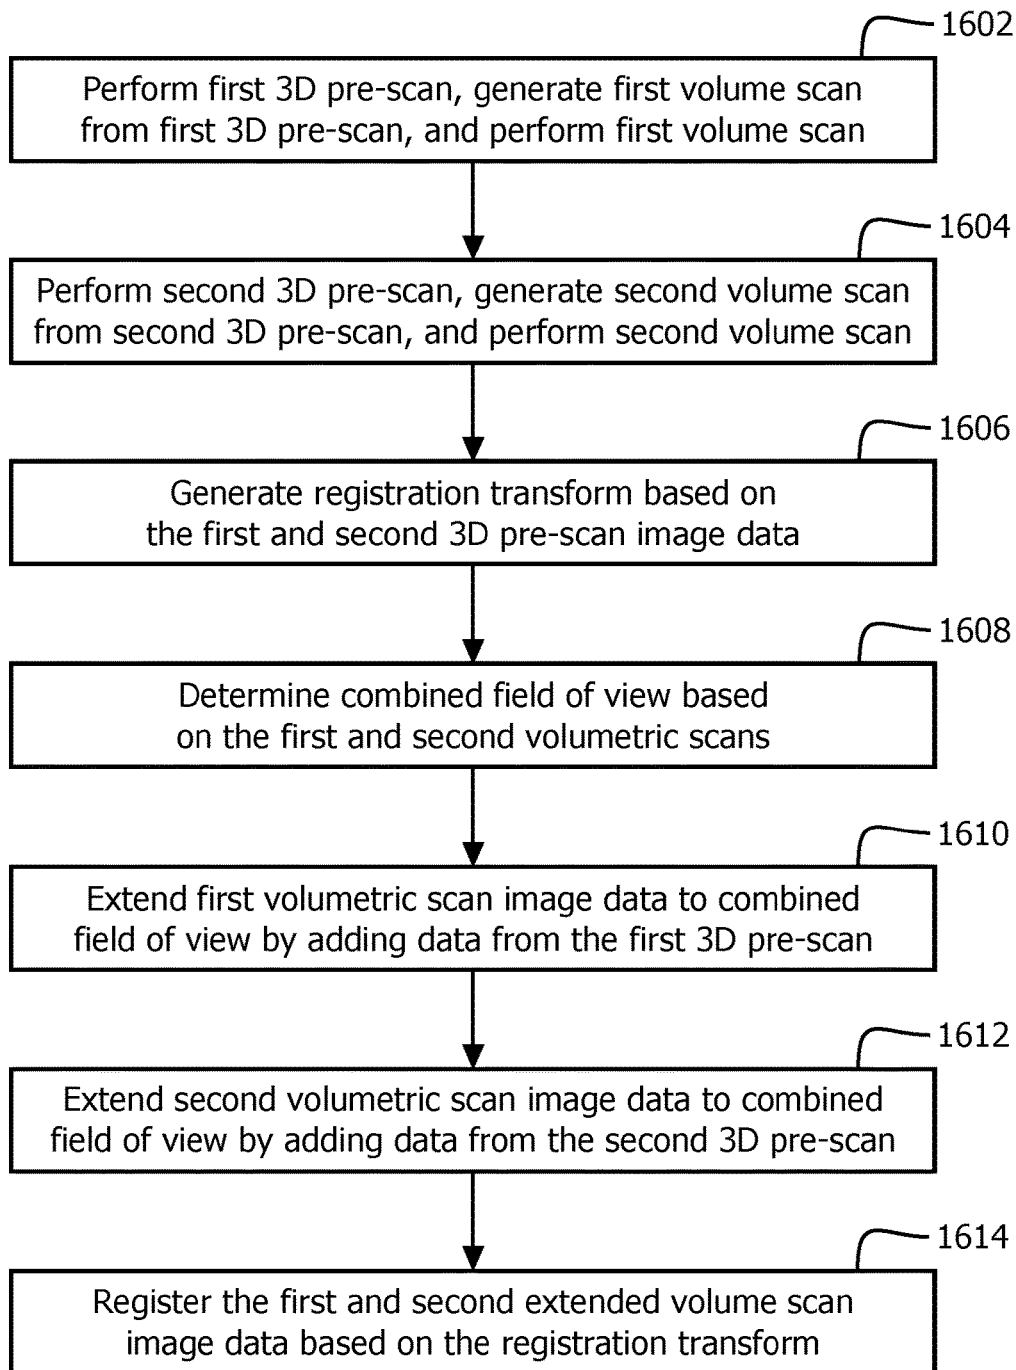 1602
Perform first 3D pre-scan, generate first volume scan
from first 3D pre-scan, and perform first volume scan
1604
Perform second 3D pre-scan, generate second volume scan
from second 3D pre-scan, and perform second volume scan
1606
Generate registration transform based on
the first and second 3D pre-scan image data
1608
Determine combined field of view based
on the first and second volumetric scans
1610
Extend first volumetric scan image data to combined
field of view by adding data from the first 3D pre-scan
1612
Extend second volumetric scan image data to combined
field of view by adding data from the second 3D pre-scan
1614
Register the first and second extended volume scan
image data based on the registration transform